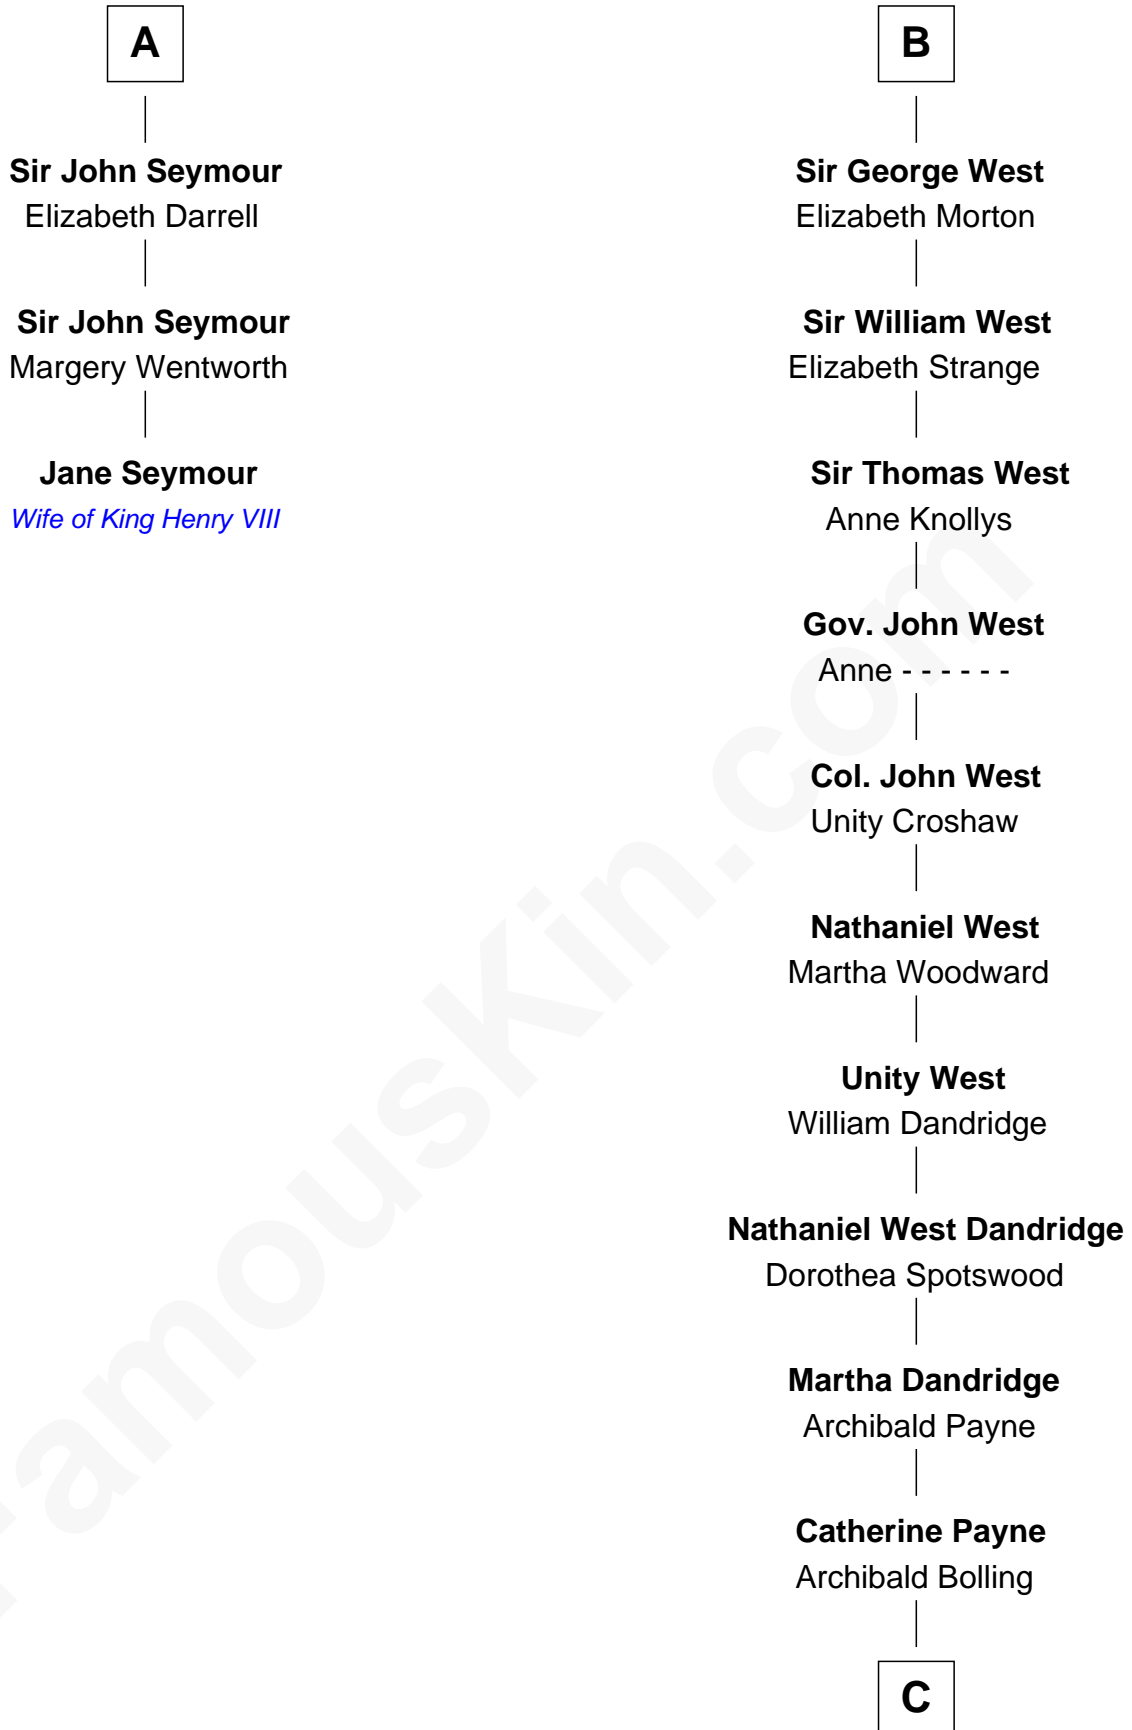 A
Sir John Seymour
Elizabeth Darrell
Sir John Seymour
Margery Wentworth
Jane Seymour
Wife of King Henry VIII
B
Sir George West
Elizabeth Morton
Sir William West
Elizabeth Strange
Sir Thomas West
Anne Knollys
Gov. John West
Anne - - - - - -
Col. John West
Unity Croshaw
Nathaniel West
Martha Woodward
Unity West
William Dandridge
Nathaniel West Dandridge
Dorothea Spotswood
Martha Dandridge
Archibald Payne
Catherine Payne
Archibald Bolling
C
FamousKin.com